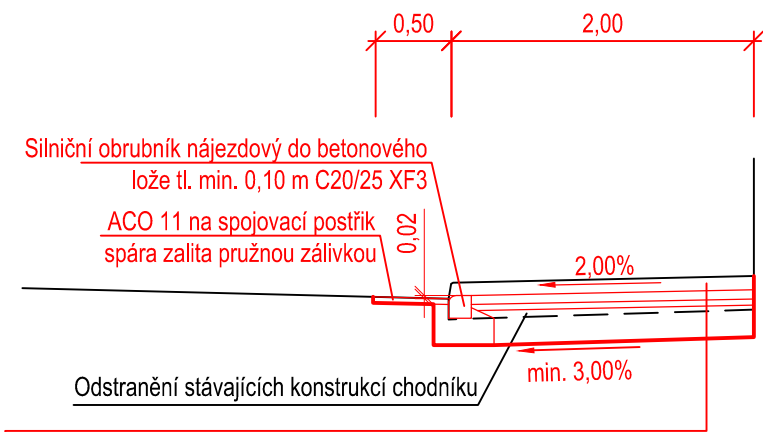 0,50
2,00
Silniční obrubník nájezdový do betonového
lože tl. min. 0,10 m C20/25 XF3
ACO 11 na spojovací postřik
spára zalita pružnou zálivkou
0,02
2,00%
min. 3,00%
Odstranění stávajících konstrukcí chodníku